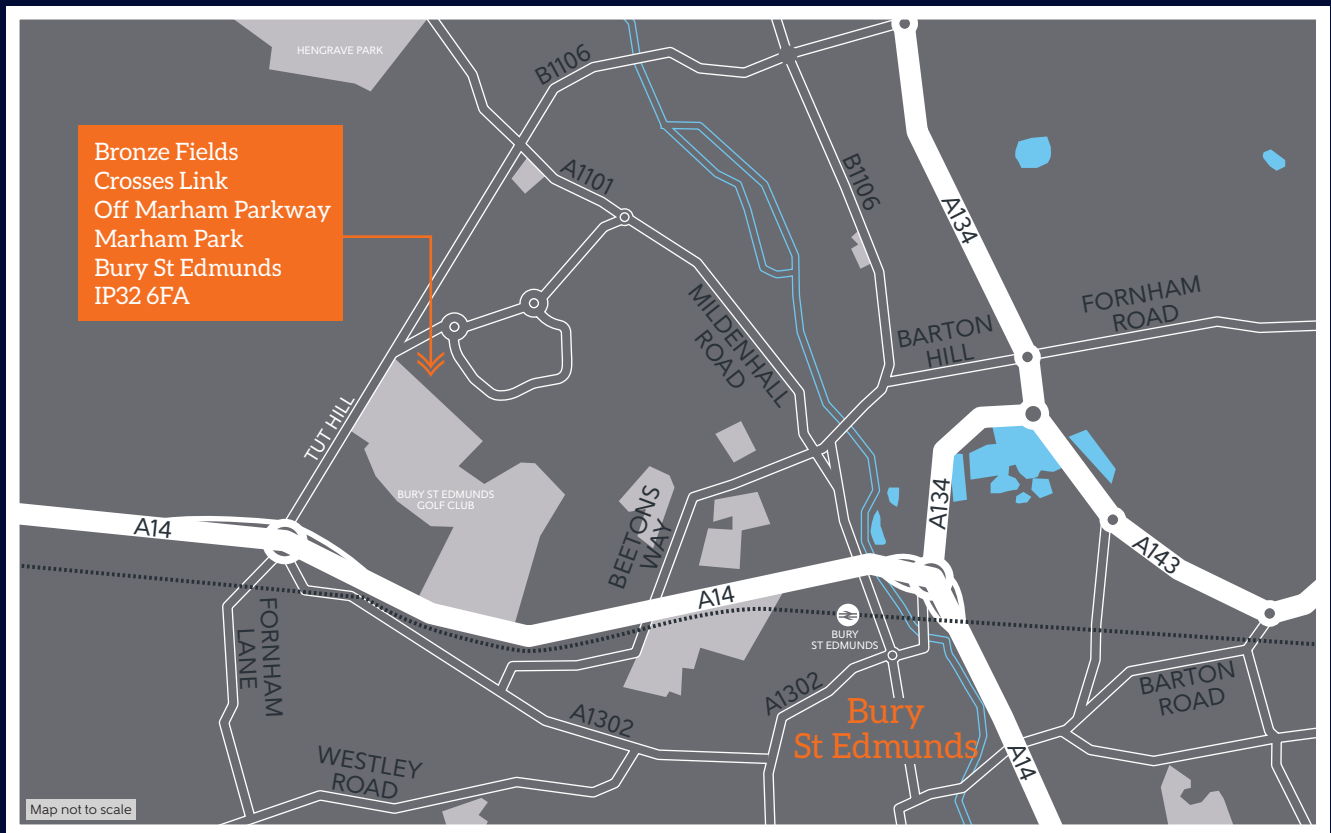 HENGRAVE PARK
B1106
Bronze Fields
Crosses Link
Off Marham Parkway
Marham Park
Bury St Edmunds
IP32 6FA
A1101
B1106
A134
MILDENHALL
ROAD
BARTON
HILL
FORNHAM
ROAD
TUT HILL
BURY ST EDMUNDS
GOLF CLUB
BEETONS
WAY
A134
A14
A143
A14
FORNHAM
LANE
BURY
ST EDMUNDS
A1302
A1302
Bury
St Edmunds
BARTON
ROAD
WESTLEY
ROAD
A14
Map not to scale